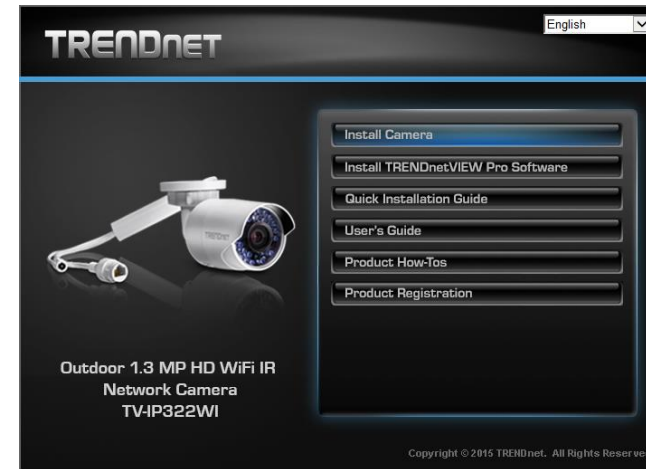 English
TRENDNET
Install Camera
Install TRENDnetVIEW Pro Software
Quick Installation Guide
User's Guide
Product How-Tos
Product Registration
Outdoor 1.3 MP HD WiFi IR
Network Camera
TV-IP322WI
Copyright © 2015 TRENDnet. All Rights Reserve